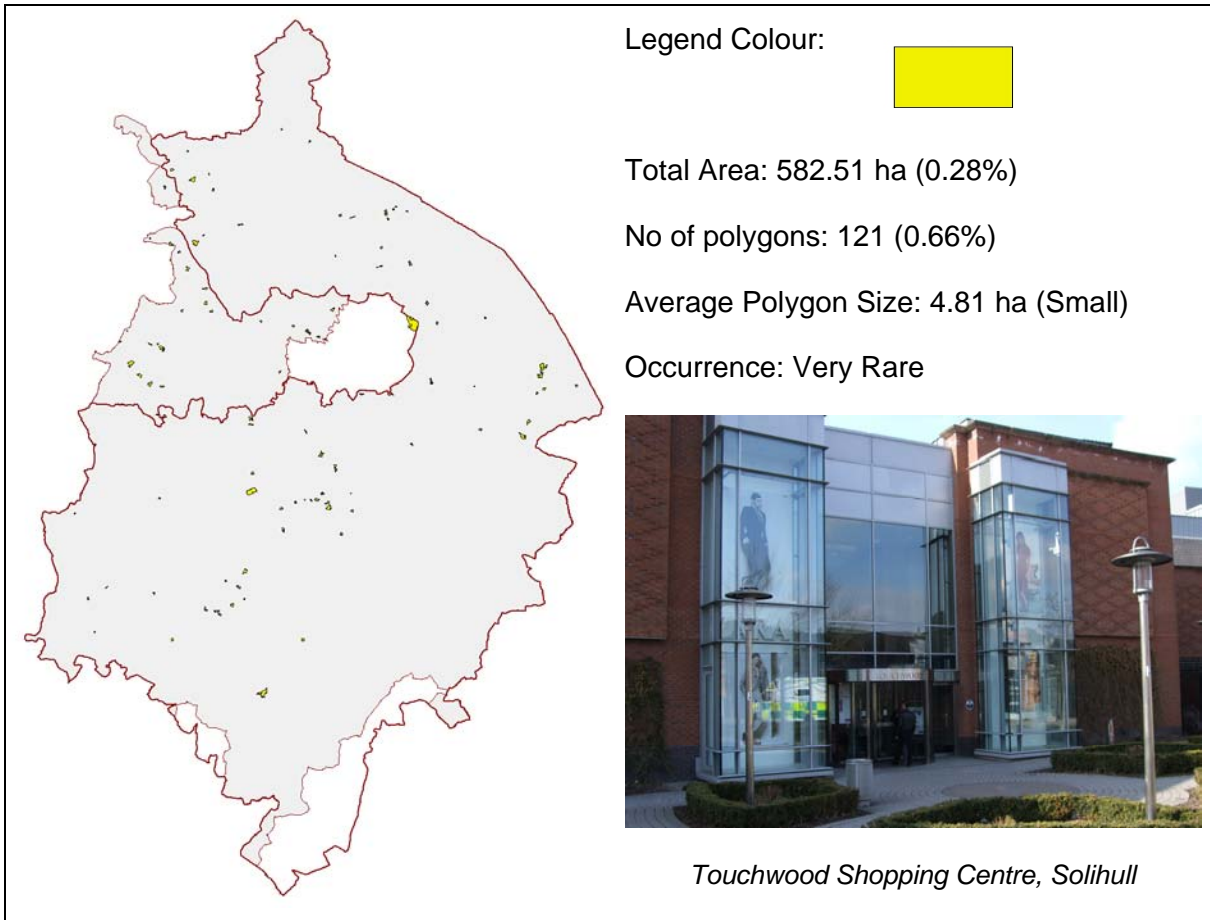 Legend Colour:
Total Area: 582.51 ha (0.28%)
No of polygons: 121 (0.66%)
Average Polygon Size: 4.81 ha (Small)
Occurrence: Very Rare
Touchwood Shopping Centre, Solihull